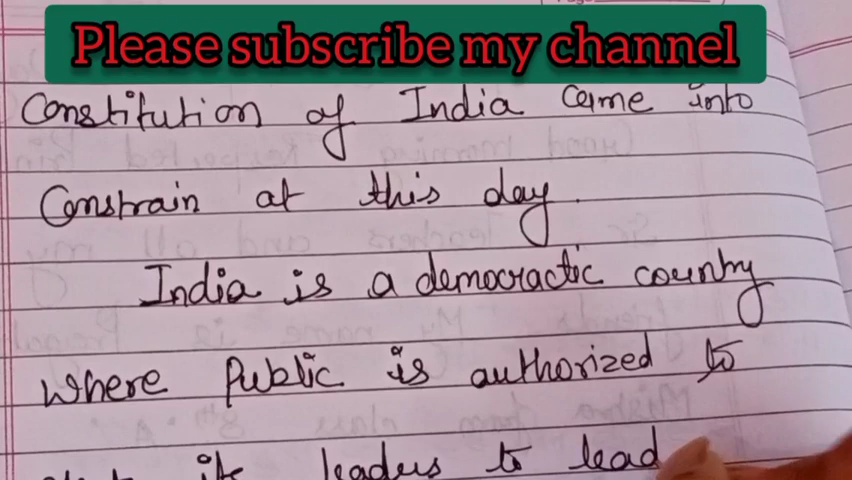 Please subscribe my channel
Constitution of India came into
Constrain at this day.
India is a democractic country
where Public is authorized to
its leaders to lead